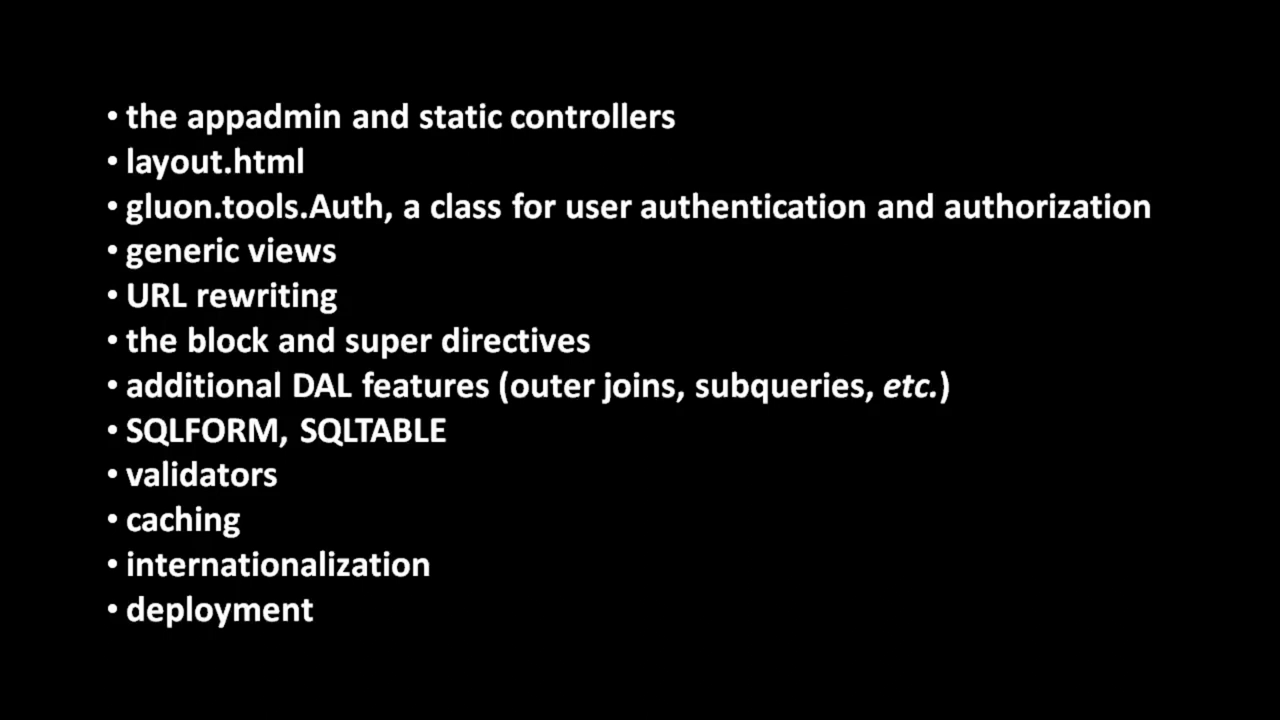 • the appadmin and static controllers
• layout.html
• gluon.tools.Auth, a class for user authentication and authorization
• generic views
• URL rewriting
• the block and super directives
• additional DAL features (outer joins, subqueries, etc.)
• SQLFORM, SQLTABLE
• validators
• caching
• internationalization
• deployment